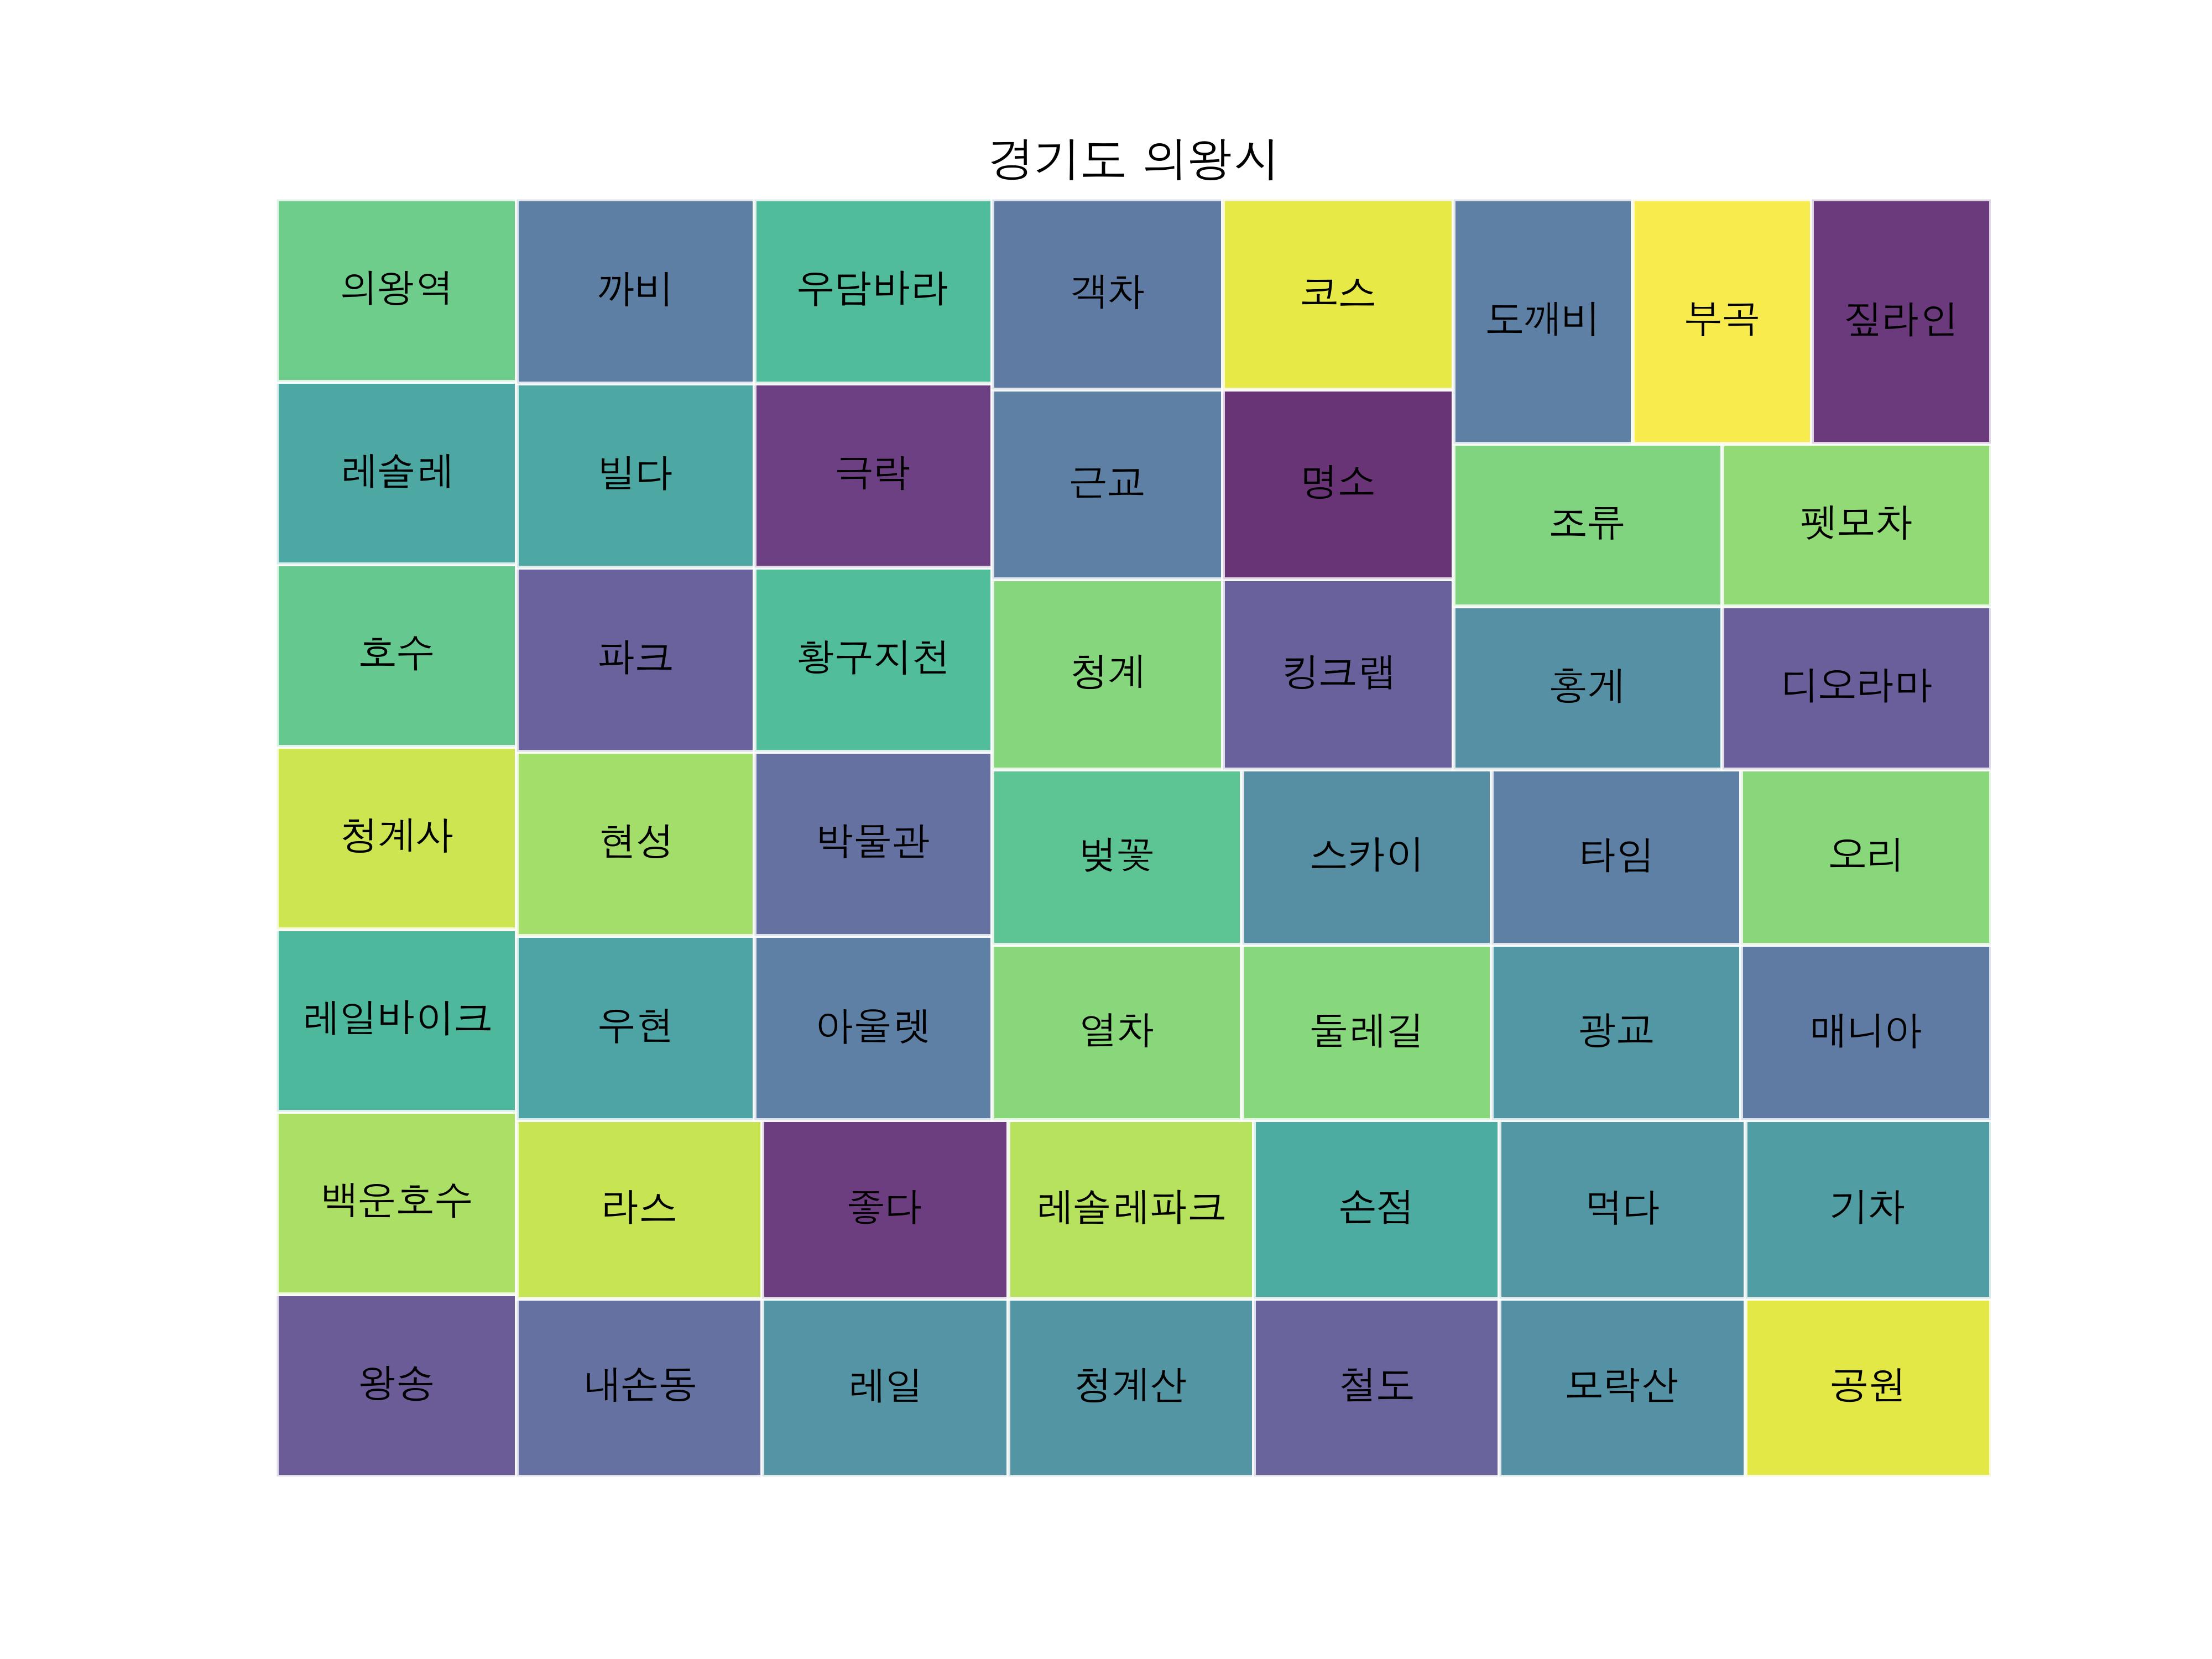 경기도 의왕시
의왕역 까비 우담바라 객차 코스 도깨비 부곡 짚라인
레솔레 빌다 극락 근교 명소 조류 펫모차
호수 파크 황구지천 청계 킹크랩 홍게 디오라마
청계사 현성 박물관 벚꽃 스카이 타임 오리
레일바이크 우현 아울렛 열차 둘레길 광교 매니아
백운호수 라스 좋다 레솔레파크 손점 먹다 기차
왕송 내손동 레일 청계산 철도 모락산 공원